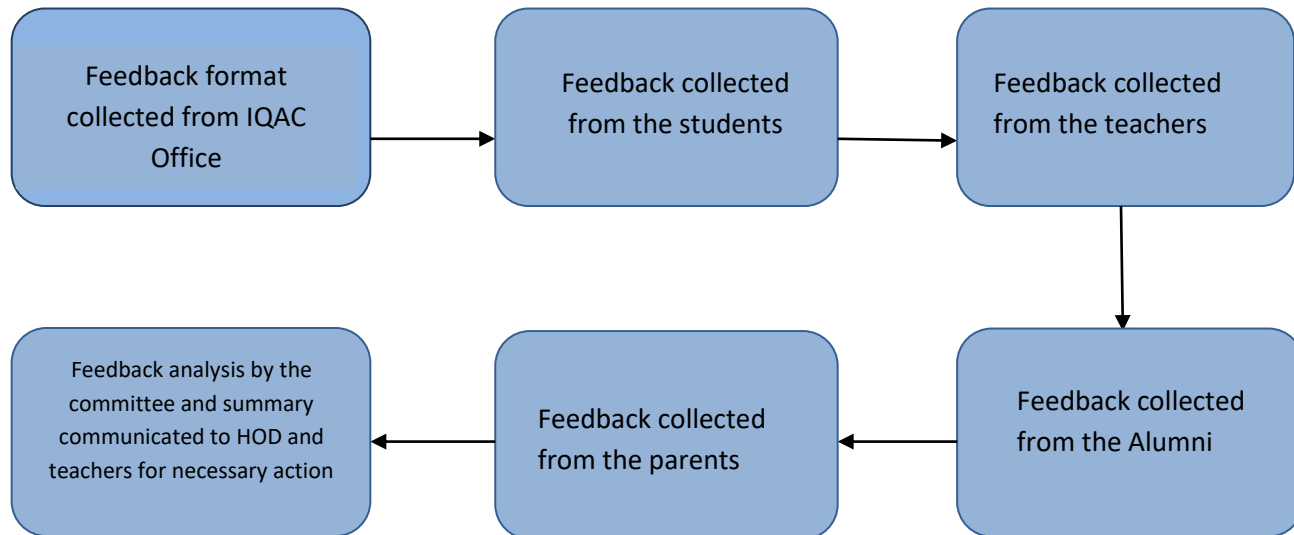 Feedback format
collected from IQAC
Office
Feedback collected
from the students
Feedback collected
from the teachers
Feedback collected
from the Alumni
Feedback collected
from the parents
Feedback analysis by the
committee and summary
communicated to HOD and
teachers for necessary action